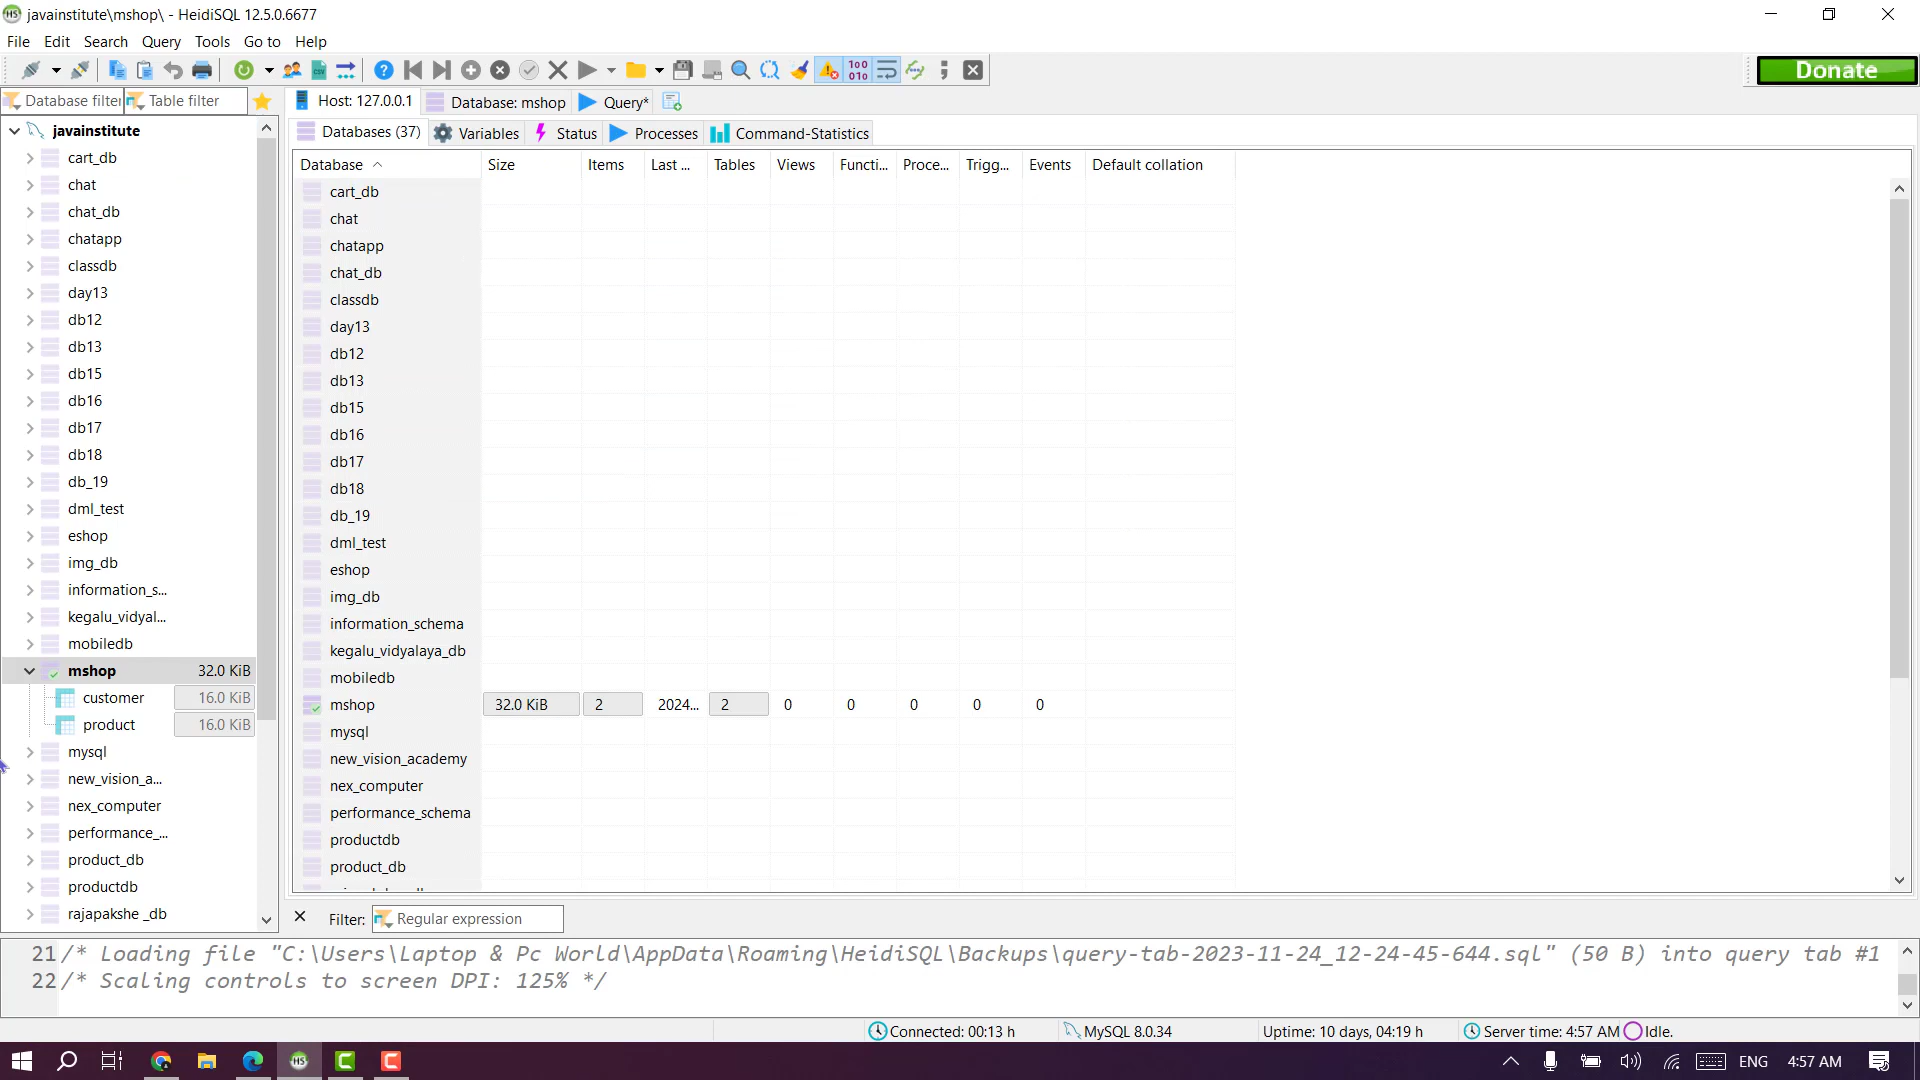 javainstitute\mshop\ - HeidiSQL 12.5.0.6677
File Edit Search Query Tools Go to Help
Donate
Database filter Table filter
Host: 127.0.0.1 Database: mshop Query*
Databases (37) Variables Status Processes Command-Statistics
javainstitute
cart_db
chat
chat_db
chatapp
classdb
day13
db12
db13
db15
db16
db17
db18
db_19
dml_test
eshop
img_db
information_s...
kegalu_vidyal...
mobiledb
mshop 32.0 KiB
customer 16.0 KiB
product 16.0 KiB
mysql
new_vision_a...
nex_computer
performance_...
product_db
productdb
rajapakshe _db
Database Size Items Last ... Tables Views Functi... Proce... Trigg... Events Default collation
cart_db
chat
chatapp
chat_db
classdb
day13
db12
db13
db15
db16
db17
db18
db_19
dml_test
eshop
img_db
information_schema
kegalu_vidyalaya_db
mobiledb
mshop 32.0 KiB 2 2024... 2 0 0 0 0 0
mysql
new_vision_academy
nex_computer
performance_schema
productdb
product_db
Filter: Regular expression
21 /* Loading file "C:\Users\Laptop & Pc World\AppData\Roaming\HeidiSQL\Backups\query-tab-2023-11-24_12-24-45-644.sql" (50 B) into query tab #1
22 /* Scaling controls to screen DPI: 125% */
Connected: 00:13 h MySQL 8.0.34 Uptime: 10 days, 04:19 h Server time: 4:57 AM Idle.
ENG 4:57 AM